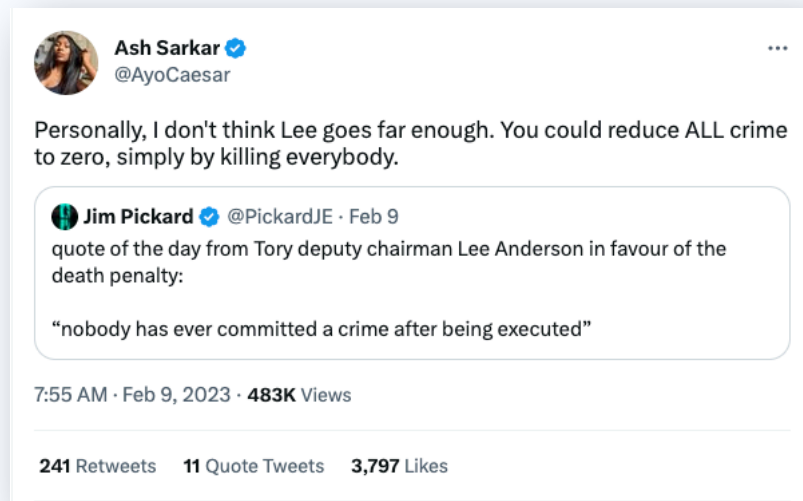 Ash Sarkar
@AyoCaesar
Personally, I don't think Lee goes far enough. You could reduce ALL crime
to zero, simply by killing everybody.
Jim Pickard @PickardJE · Feb 9
quote of the day from Tory deputy chairman Lee Anderson in favour of the
death penalty:
“nobody has ever committed a crime after being executed”
7:55 AM · Feb 9, 2023 · 483K Views
241 Retweets 11 Quote Tweets 3,797 Likes